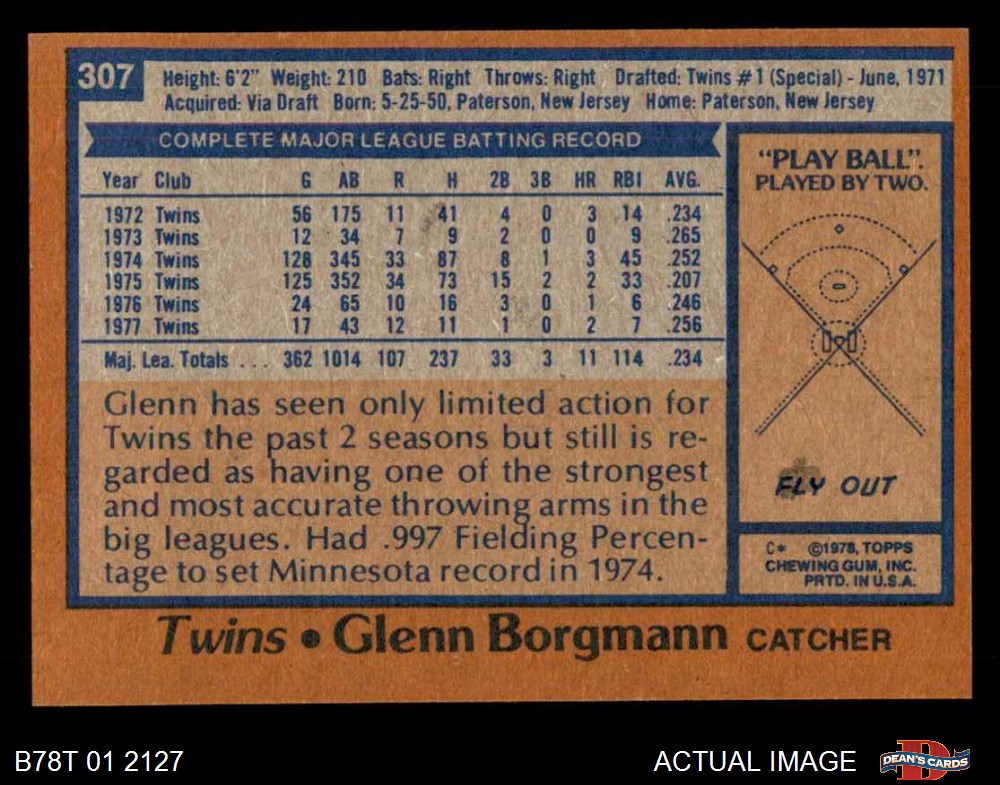 307
Height: 6'2" Weight: 210 Bats: Right Throws: Right Drafted: Twins #1 (Special) - June, 1971
Acquired: Via Draft Born: 5-25-50, Paterson, New Jersey Home: Paterson, New Jersey
COMPLETE MAJOR LEAGUE BATTING RECORD
Year Club G AB R H 2B 3B HR RBI AVG.
1972 Twins 56 175 11 41 4 0 3 14 .234
1973 Twins 12 34 7 9 2 0 0 9 .265
1974 Twins 128 345 33 87 8 1 3 45 .252
1975 Twins 125 352 34 73 15 2 2 33 .207
1976 Twins 24 65 10 16 3 0 1 6 .246
1977 Twins 17 43 12 11 1 0 2 7 .256
Maj. Lea. Totals ... 362 1014 107 237 33 3 11 114 .234
Glenn has seen only limited action for
Twins the past 2 seasons but still is re-
garded as having one of the strongest
and most accurate throwing arms in the
big leagues. Had .997 Fielding Percen-
tage to set Minnesota record in 1974.
"PLAY BALL".
PLAYED BY TWO.
FLY OUT
C* ©1978, TOPPS
CHEWING GUM, INC.
PRTD. IN U.S.A.
Twins • Glenn Borgmann CATCHER
B78T 01 2127
ACTUAL IMAGE
D
DEAN'S CARDS